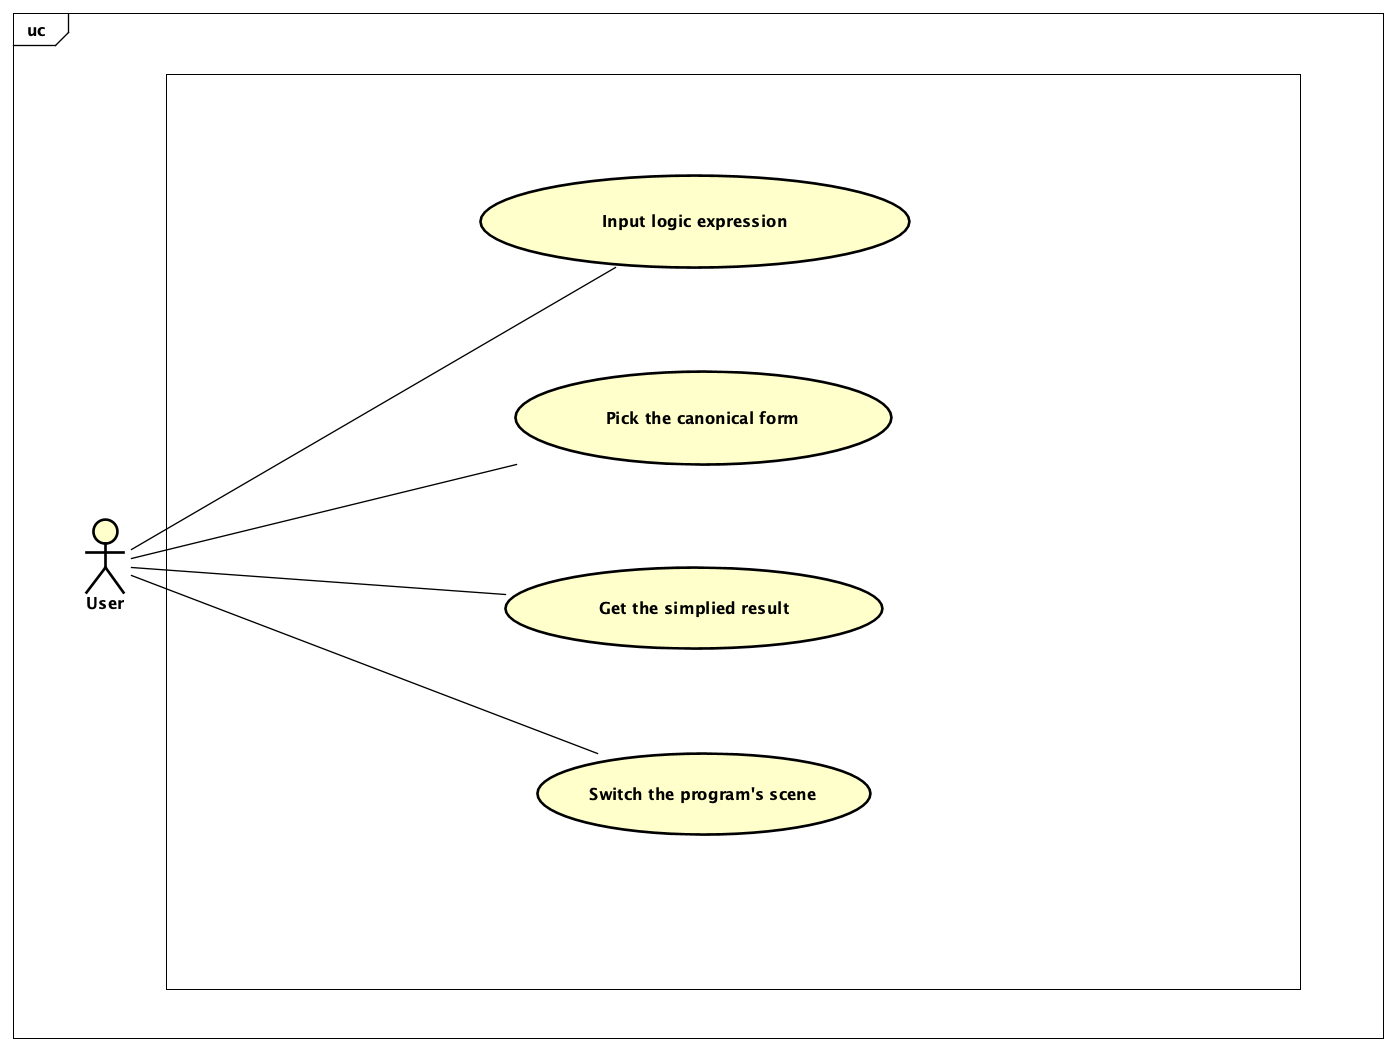 uc
Input logic expression
Pick the canonical form
User
Get the simplied result
Switch the program's scene